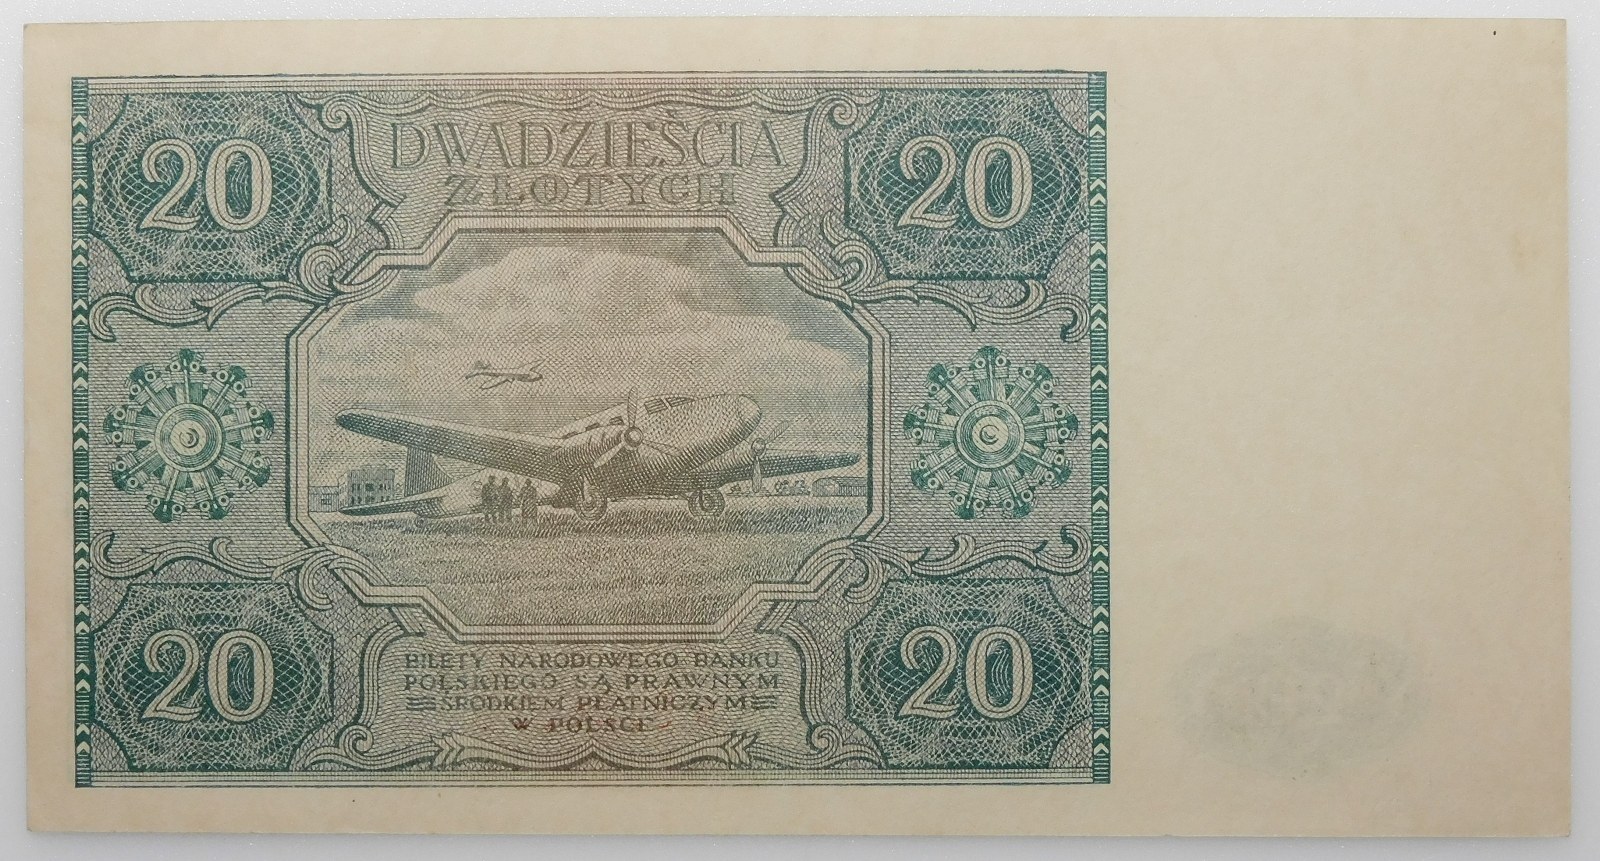 20 DWADZIEŚCIA 20
ZŁOTYCH
20 BILETY NARODOWEGO BANKU 20
POLSKIEGO SĄ PRAWNYM
ŚRODKIEM PŁATNICZYM
W POLSCE